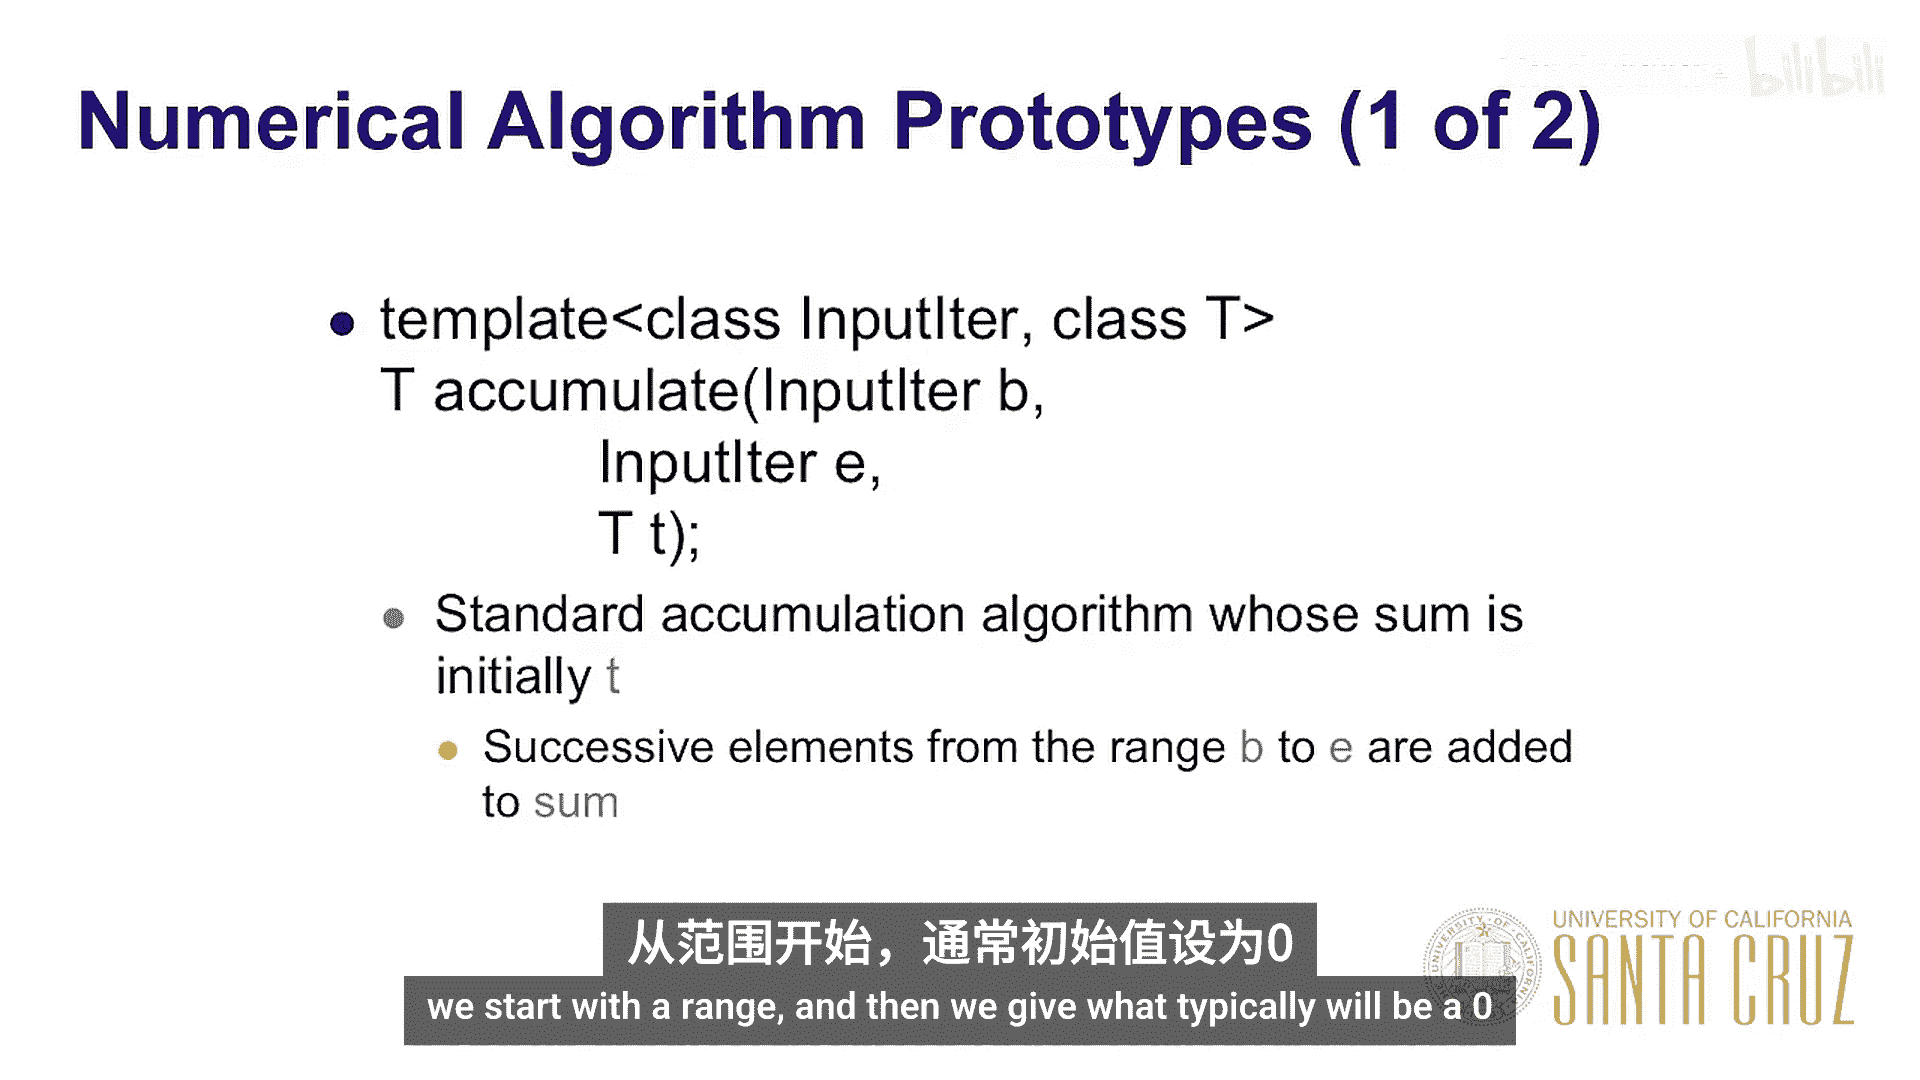 bilibili
Numerical Algorithm Prototypes (1 of 2)
template<class InputIter, class T>
T accumulate(InputIter b,
InputIter e,
T t);
Standard accumulation algorithm whose sum is
initially t
Successive elements from the range b to e are added
to sum
从范围开始，通常初始值设为0
we start with a range, and then we give what typically will be a 0
UNIVERSITY OF CALIFORNIA
SANTA CRUZ